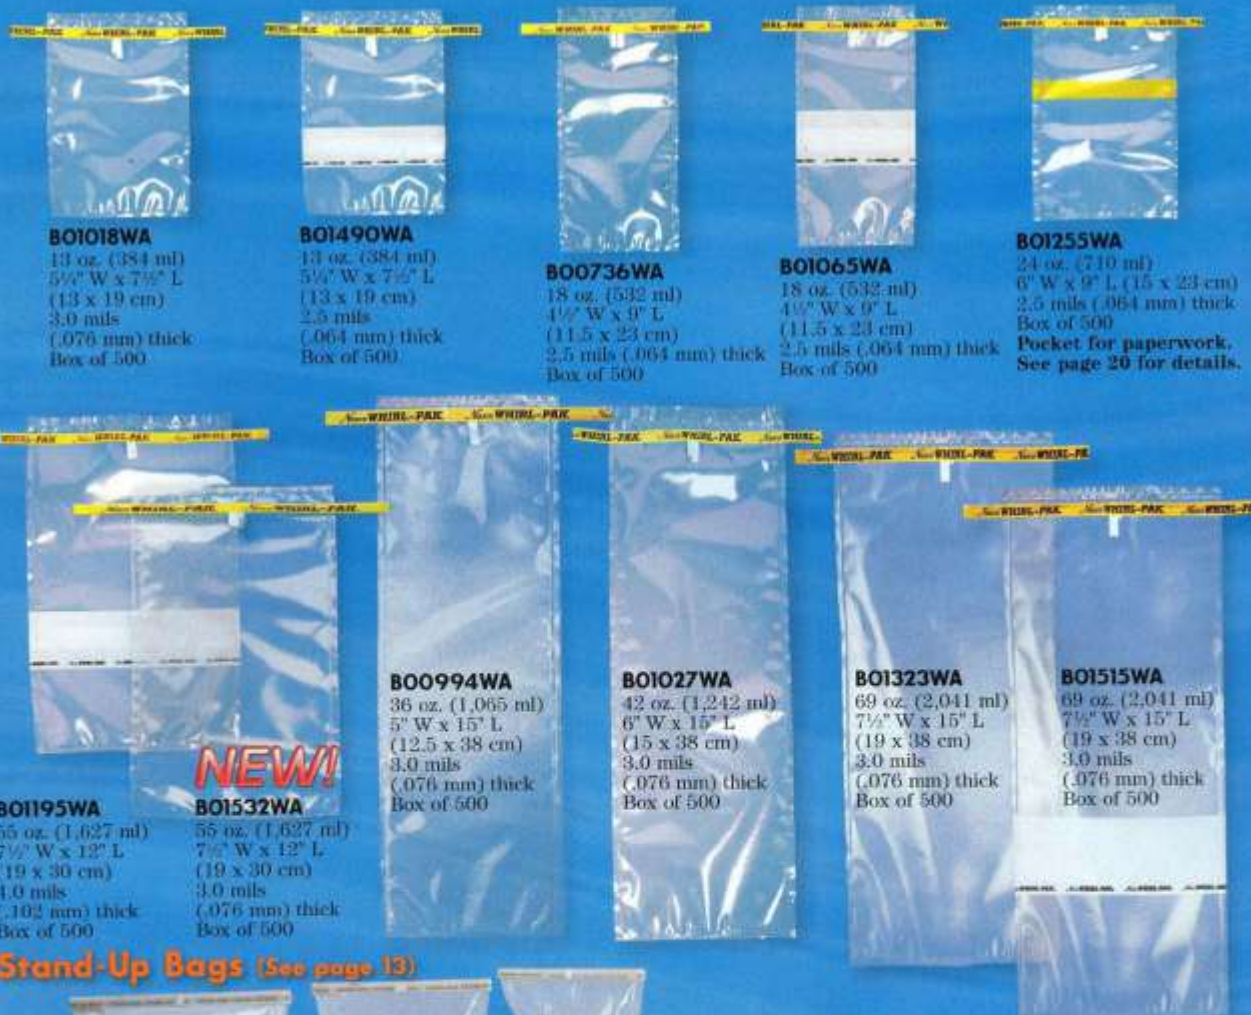 WHIRL-PAK
B01018WA
13 oz. (384 ml)
5¼" W x 7½" L
(13 x 19 cm)
3.0 mils
(.076 mm) thick
Box of 500
B01490WA
13 oz. (384 ml)
5¼" W x 7½" L
(13 x 19 cm)
2.5 mils
(.064 mm) thick
Box of 500
B00736WA
18 oz. (532 ml)
4½" W x 9" L
(11.5 x 23 cm)
2.5 mils (.064 mm) thick
Box of 500
B01065WA
18 oz. (532 ml)
4½" W x 9" L
(11.5 x 23 cm)
2.5 mils (.064 mm) thick
Box of 500
B01255WA
24 oz. (710 ml)
6" W x 9" L (15 x 23 cm)
2.5 mils (.064 mm) thick
Box of 500
Pocket for paperwork.
See page 20 for details.
Nasco WHIRL-PAK Nasco WHIRL-PAK
B01195WA
55 oz. (1,627 ml)
7½" W x 12" L
(19 x 30 cm)
4.0 mils
(.102 mm) thick
Box of 500
NEW!
B01532WA
55 oz. (1,627 ml)
7½" W x 12" L
(19 x 30 cm)
3.0 mils
(.076 mm) thick
Box of 500
B00994WA
36 oz. (1,065 ml)
5" W x 15" L
(12.5 x 38 cm)
3.0 mils
(.076 mm) thick
Box of 500
B01027WA
42 oz. (1,242 ml)
6" W x 15" L
(15 x 38 cm)
3.0 mils
(.076 mm) thick
Box of 500
B01323WA
69 oz. (2,041 ml)
7½" W x 15" L
(19 x 38 cm)
3.0 mils
(.076 mm) thick
Box of 500
B01515WA
69 oz. (2,041 ml)
7½" W x 15" L
(19 x 38 cm)
3.0 mils
(.076 mm) thick
Box of 500
Stand-Up Bags (See page 13)